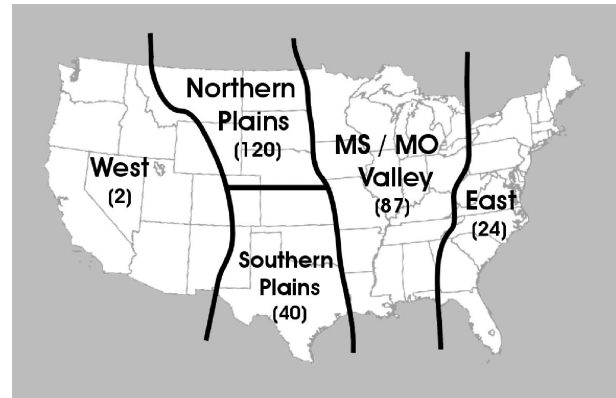 Northern
Plains
(120)
MS / MO
Valley
(87)
West
(2)
East
(24)
Southern
Plains
(40)